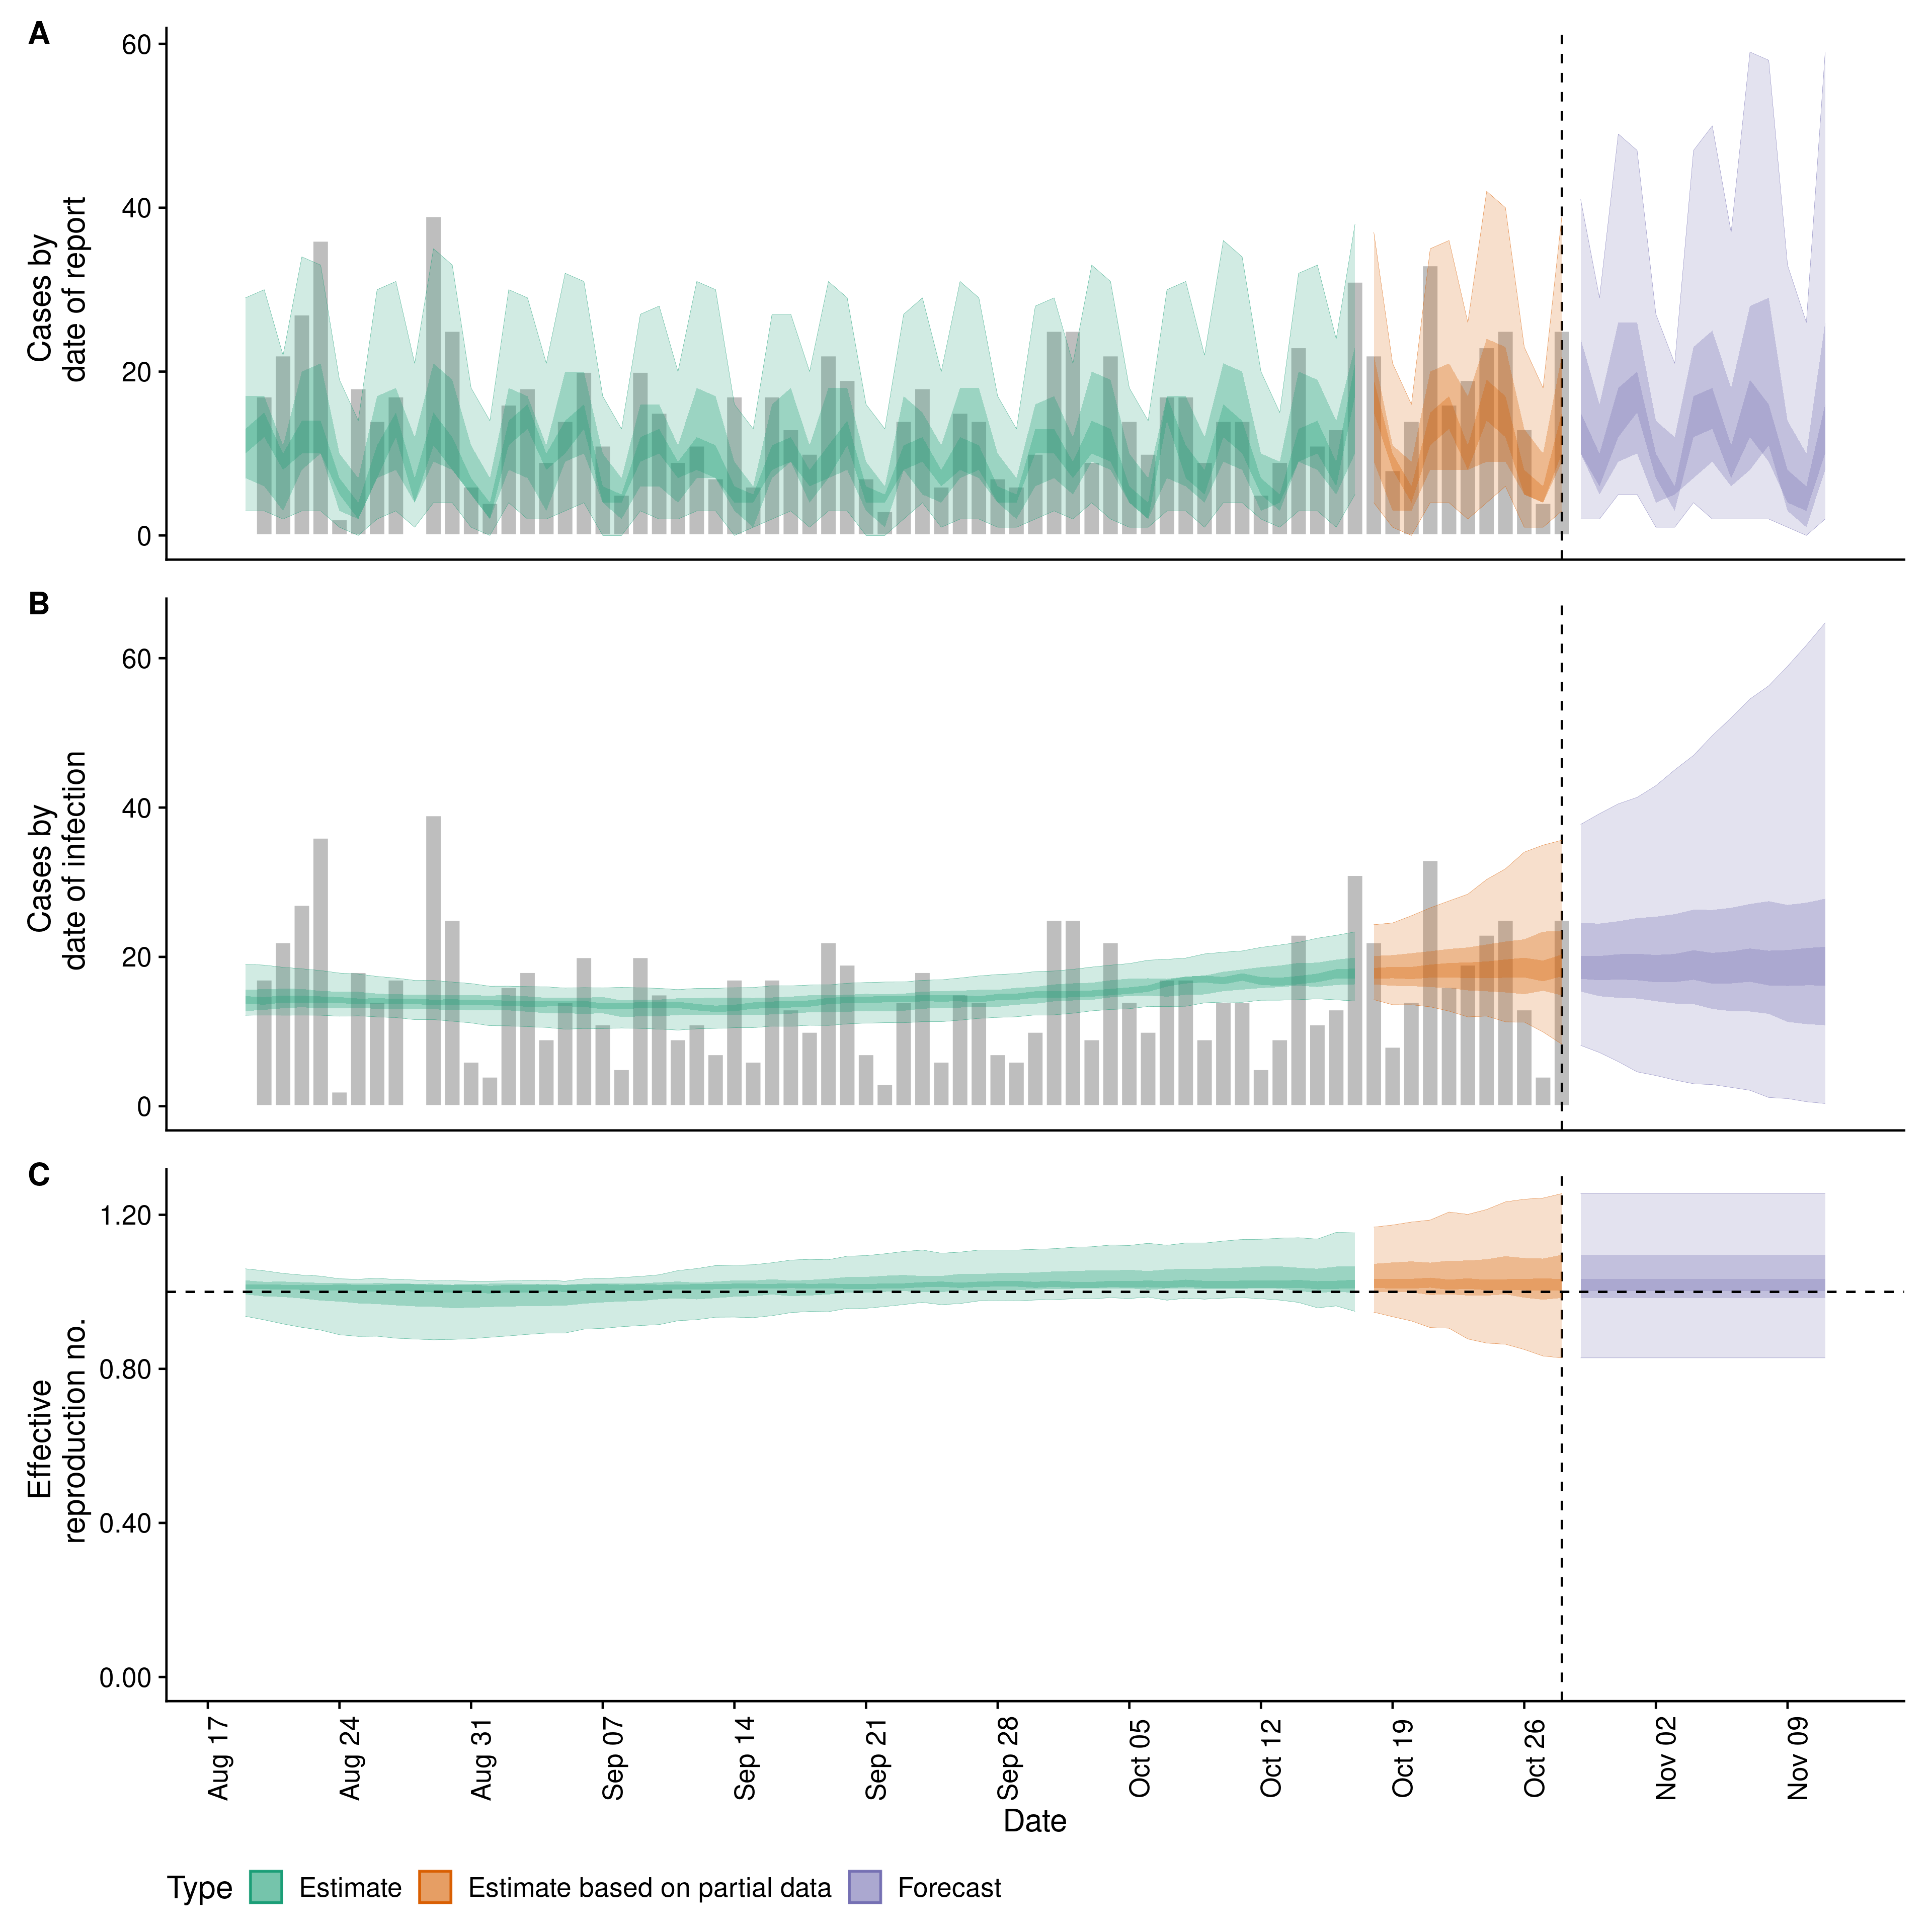 A
60
40
20
0
Cases by
date of report
B
60
40
20
0
Cases by
date of infection
C
1.20
0.80
0.40
0.00
Effective
reproduction no.
Aug 17
Aug 24
Aug 31
Sep 07
Sep 14
Sep 21
Sep 28
Oct 05
Oct 12
Oct 19
Oct 26
Nov 02
Nov 09
Date
Type Estimate Estimate based on partial data Forecast